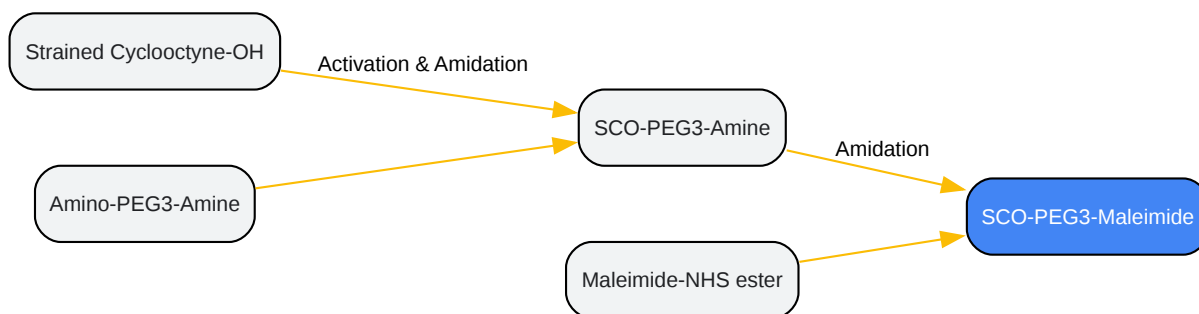 Strained Cyclooctyne-OH
Activation & Amidation
SCO-PEG3-Amine
Amidation
Amino-PEG3-Amine
SCO-PEG3-Maleimide
Maleimide-NHS ester